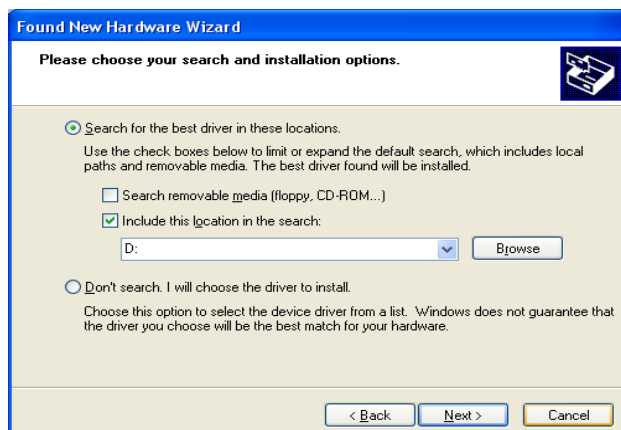 Found New Hardware Wizard
Please choose your search and installation options.
Search for the best driver in these locations.
Use the check boxes below to limit or expand the default search, which includes local
paths and removable media. The best driver found will be installed.
Search removable media (floppy, CD-ROM...)
Include this location in the search:
D:
Browse
Don't search. I will choose the driver to install.
Choose this option to select the device driver from a list. Windows does not guarantee that
the driver you choose will be the best match for your hardware.
< Back
Next >
Cancel